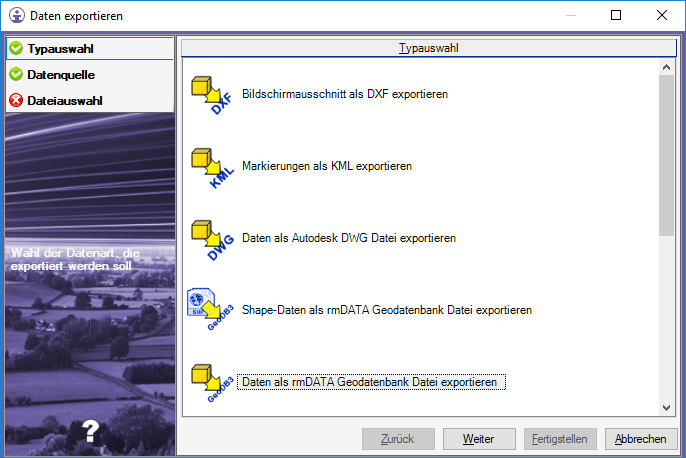 Daten exportieren
Typauswahl
Datenquelle
Dateiauswahl
Wahl der Datenart, die
exportiert werden soll
?
Typauswahl
DXF
Bildschirmausschnitt als DXF exportieren
KML
Markierungen als KML exportieren
DWG
Daten als Autodesk DWG Datei exportieren
SHP
GeoDB3
Shape-Daten als rmDATA Geodatenbank Datei exportieren
GeoDB3
Daten als rmDATA Geodatenbank Datei exportieren
Zurück
Weiter
Fertigstellen
Abbrechen